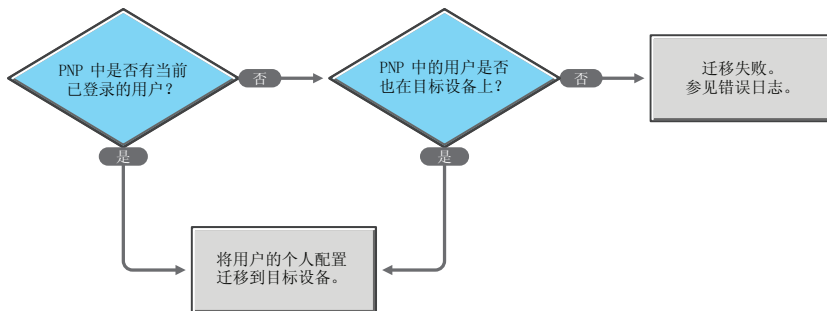 PNP 中是否有当前
已登录的用户？
否
PNP 中的用户是否
也在目标设备上？
否
迁移失败。
参见错误日志。
是
是
将用户的个人配置
迁移到目标设备。